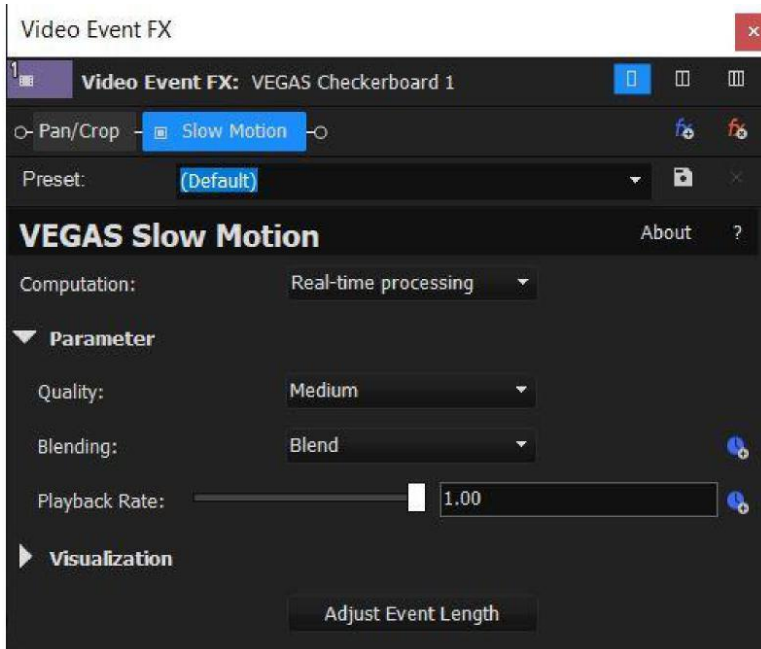 Video Event FX
1
Video Event FX: VEGAS Checkerboard 1
Pan/Crop Slow Motion
Preset: (Default)
VEGAS Slow Motion About ?
Computation: Real-time processing
Parameter
Quality: Medium
Blending: Blend
Playback Rate: 1.00
Visualization
Adjust Event Length